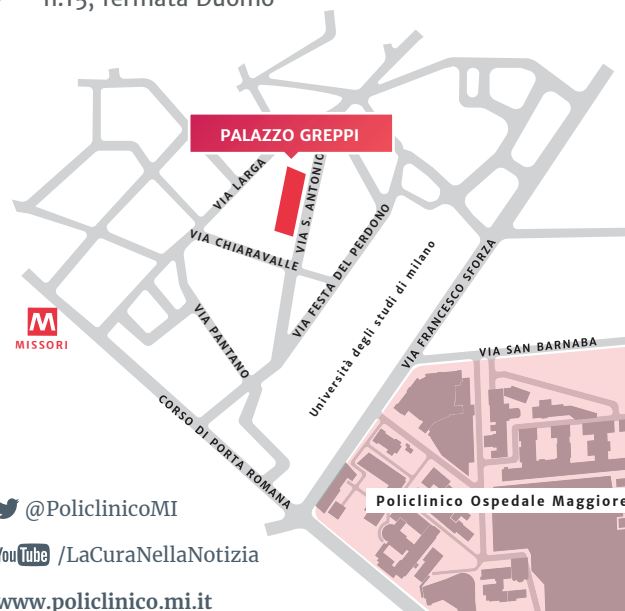 n.15, fermata Duomo
PALAZZO GREPPI
VIA LARGA
VIA S. ANTONIO
VIA CHIARAVALLE
VIA FESTA DEL PERDONO
Università degli studi di milano
VIA FRANCESCO SFORZA
M
MISSORI
VIA PANTANO
VIA SAN BARNABA
CORSO DI PORTA ROMANA
Policlinico Ospedale Maggiore
@PoliclinicoMI
YouTube /LaCuraNellaNotizia
www.policlinico.mi.it